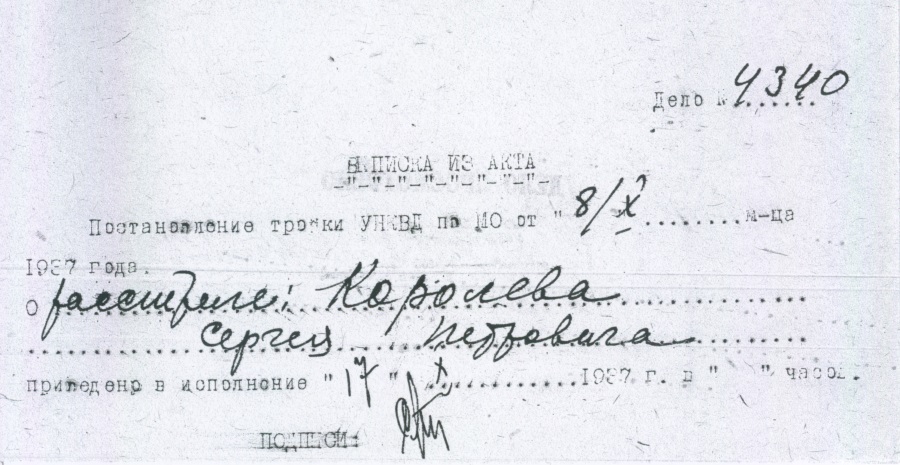 Дело № 4340
ВЫПИСКА ИЗ АКТА
Постановление тройки УНКВД по МО от " 8/X ........ м-ца
1937 года.
О расстреле: Королева
Сергея Петровича
приведено в исполнение " 17 " X ........ 1937 г. в " " часов.
ПОДПИСИ: